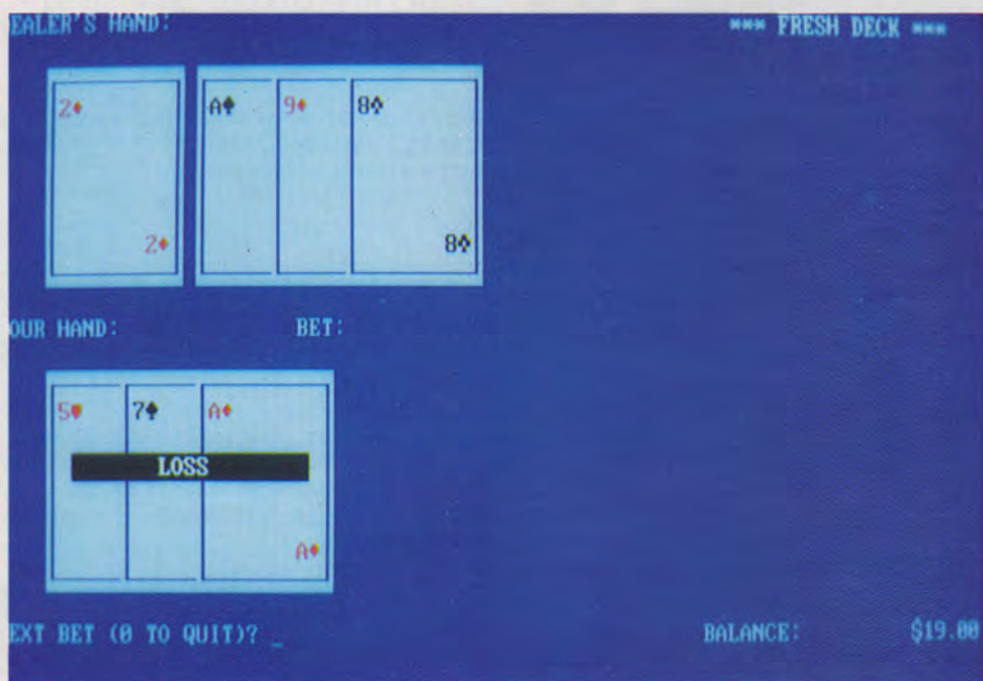 EALER'S HAND: *** FRESH DECK ***
2♦ A♠ 9♦ 8♣
2♦ 8♣
OUR HAND: BET:
5♥ 7♠ A♦
LOSS
A♦
EXT BET (0 TO QUIT)? _ BALANCE: $19.00